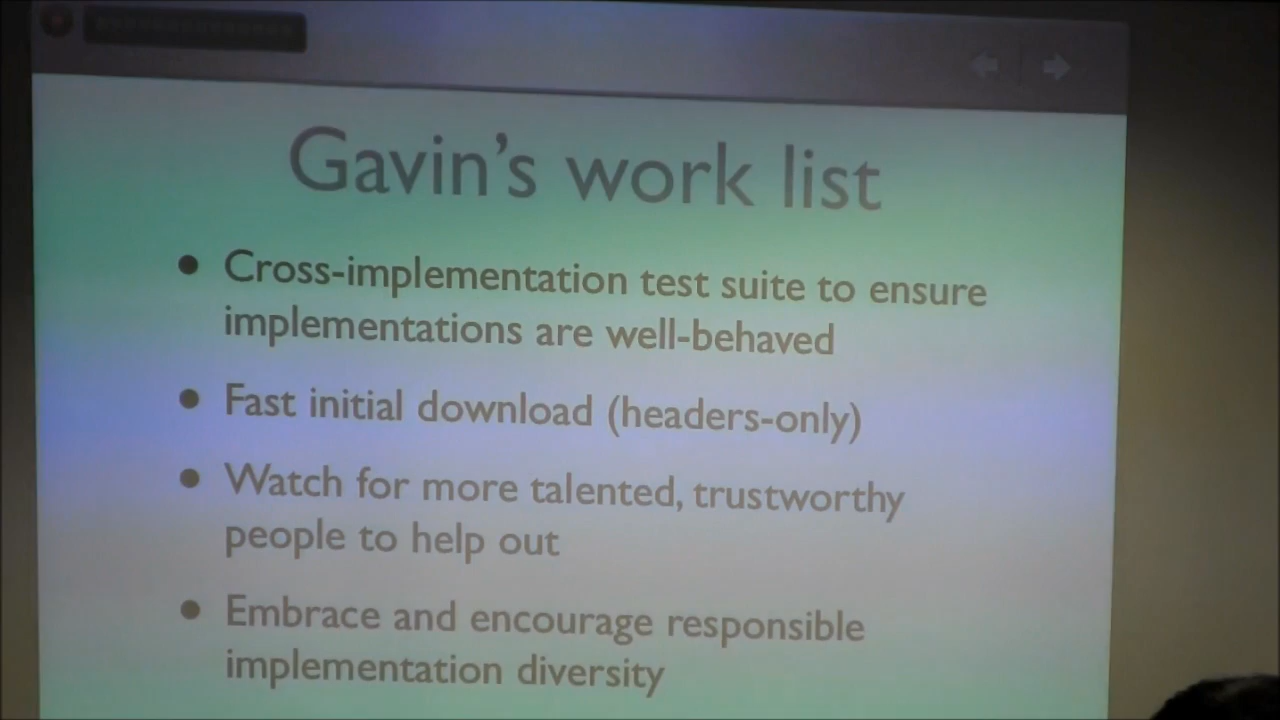 Gavin's work list
• Cross-implementation test suite to ensure
implementations are well-behaved
• Fast initial download (headers-only)
• Watch for more talented, trustworthy
people to help out
• Embrace and encourage responsible
implementation diversity